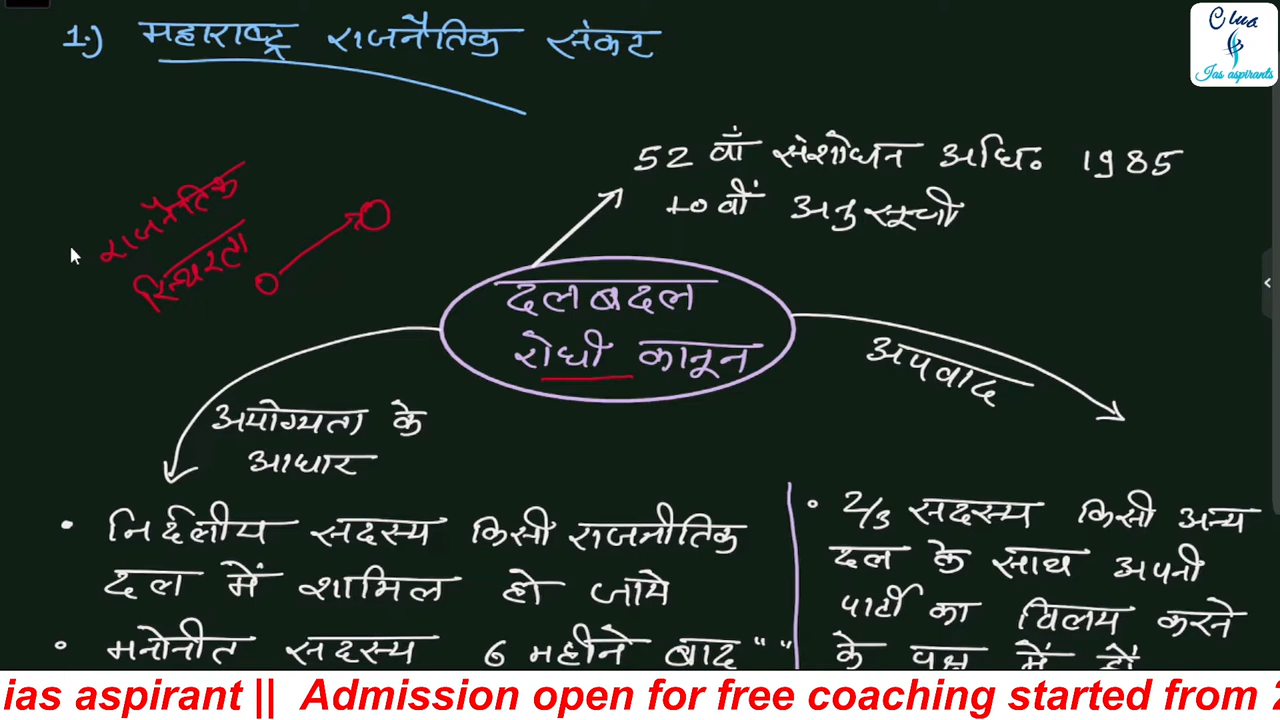 1.) महाराष्ट्र राजनैतिक संकट
Clue
Ias aspirants
52 वाँ संशोधन अधि० 1985
10वीं अनुसूची
राजनैतिक
स्थिरता
दलबदल
रोधी कानून
अपवाद
अयोग्यता के
आधार
• निर्दलीय सदस्य किसी राजनीतिक
दल में शामिल हो जाये
• मनोनीत सदस्य 6 महीने बाद " "
• 2/3 सदस्य किसी अन्य
दल के साथ अपनी
पार्टी का विलय करने
के पक्ष में हों
ias aspirant || Admission open for free coaching started from 2